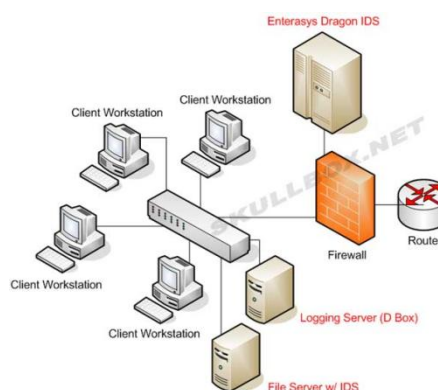 Enterasys Dragon IDS
Client Workstation
Client Workstation
SKULLBOX.NET
Client Workstation
Firewall
Route
Client Workstation
Logging Server (D Box)
File Server w/ IDS